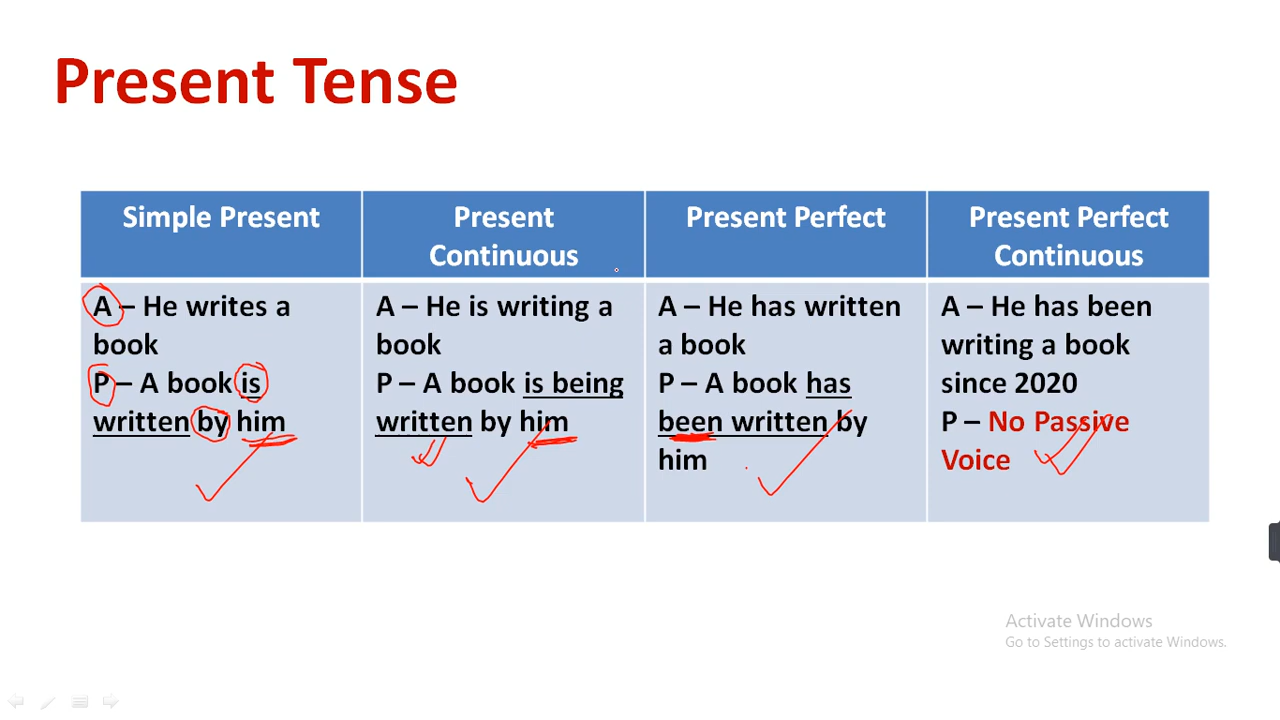 Present Tense
Simple Present
Present
Continuous
Present Perfect
Present Perfect
Continuous
A – He writes a
book
P – A book is
written by him
A – He is writing a
book
P – A book is being
written by him
A – He has written
a book
P – A book has
been written by
him
A – He has been
writing a book
since 2020
P – No Passive
Voice
Activate Windows
Go to Settings to activate Windows.